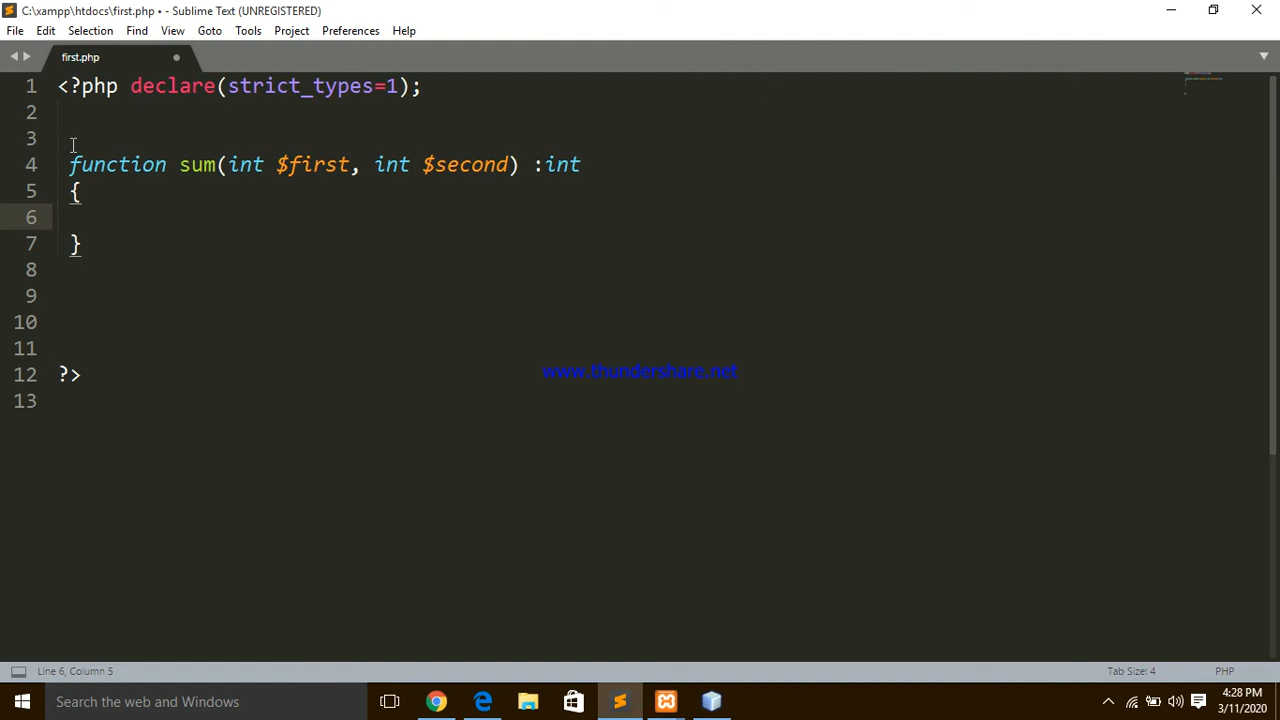 C:\xampp\htdocs\first.php • - Sublime Text (UNREGISTERED)
File Edit Selection Find View Goto Tools Project Preferences Help
first.php
1 <?php declare(strict_types=1);
2
3
4 function sum(int $first, int $second) :int
5 {
6
7 }
8
9
10
11
www.thundershare.net
12 ?>
13
Line 6, Column 5 Tab Size: 4 PHP
Search the web and Windows
4:28 PM
3/11/2020